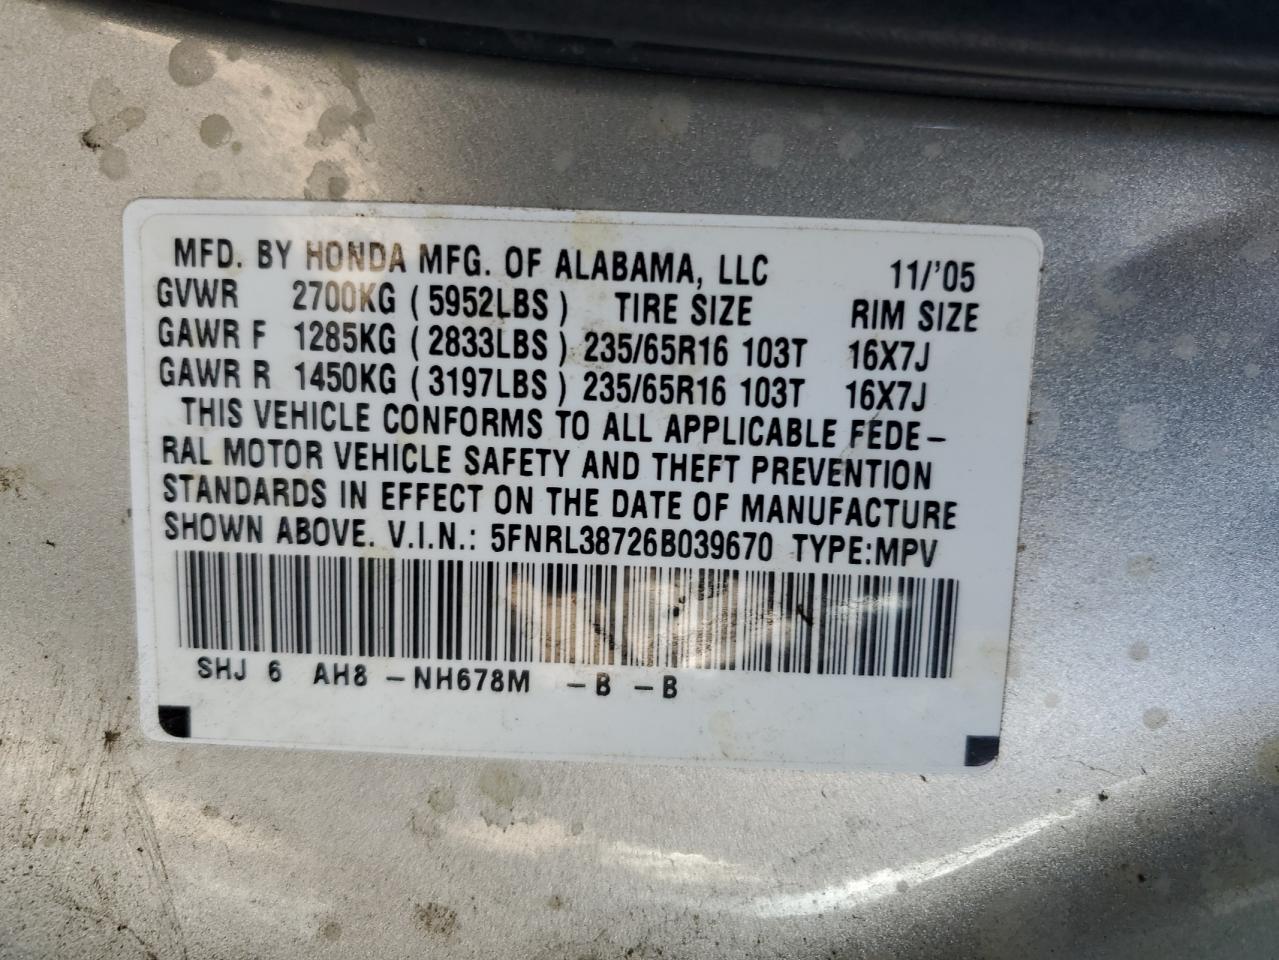 MFD. BY HONDA MFG. OF ALABAMA, LLC 11/'05
GVWR 2700KG (5952LBS) TIRE SIZE RIM SIZE
GAWR F 1285KG (2833LBS) 235/65R16 103T 16X7J
GAWR R 1450KG (3197LBS) 235/65R16 103T 16X7J
THIS VEHICLE CONFORMS TO ALL APPLICABLE FEDE-
RAL MOTOR VEHICLE SAFETY AND THEFT PREVENTION
STANDARDS IN EFFECT ON THE DATE OF MANUFACTURE
SHOWN ABOVE. V.I.N.: 5FNRL38726B039670 TYPE:MPV
SHJ 6 AH8 -NH678M -B -B